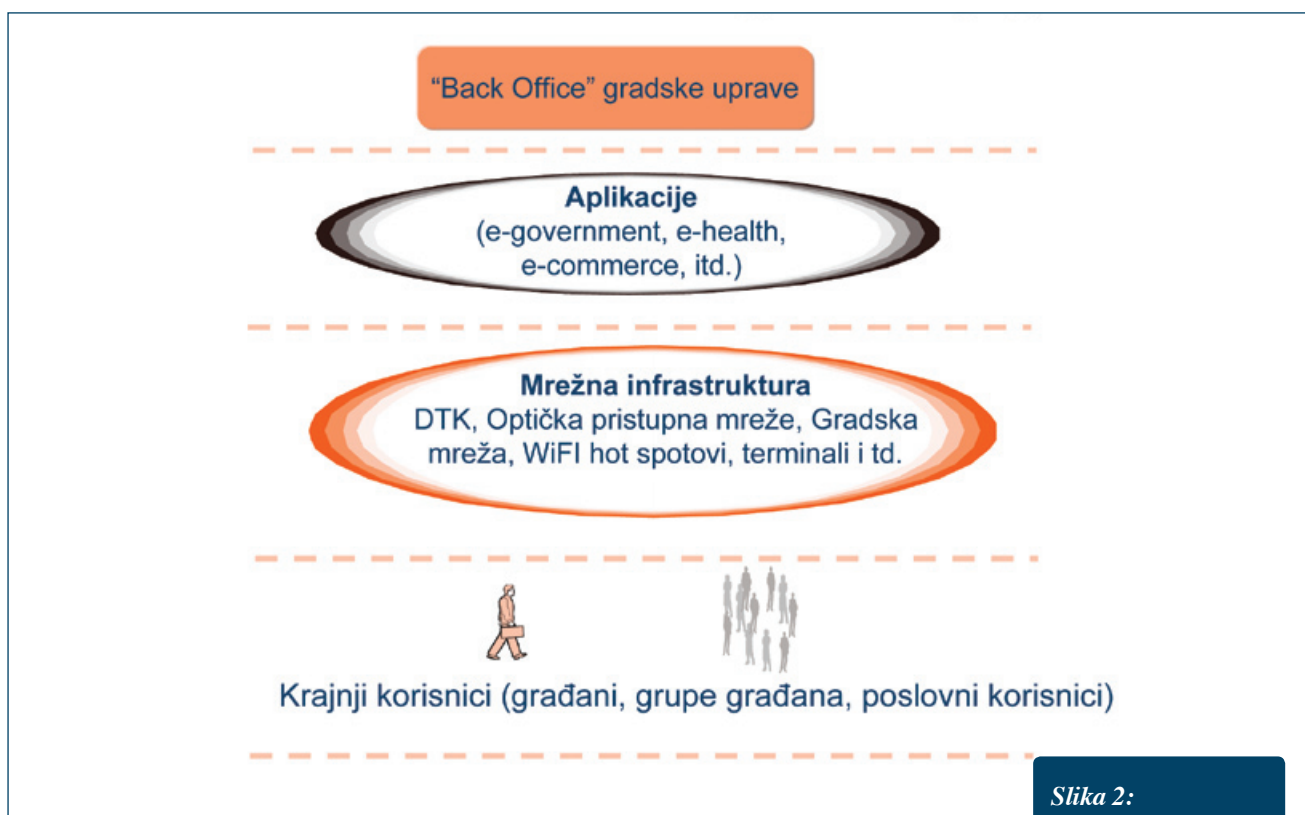 “Back Office” gradske uprave
Aplikacije
(e-government, e-health,
e-commerce, itd.)
Mrežna infrastruktura
DTK, Optička pristupna mreže, Gradska
mreža, WiFI hot spotovi, terminali i td.
Krajnji korisnici (građani, grupe građana, poslovni korisnici)
Slika 2: